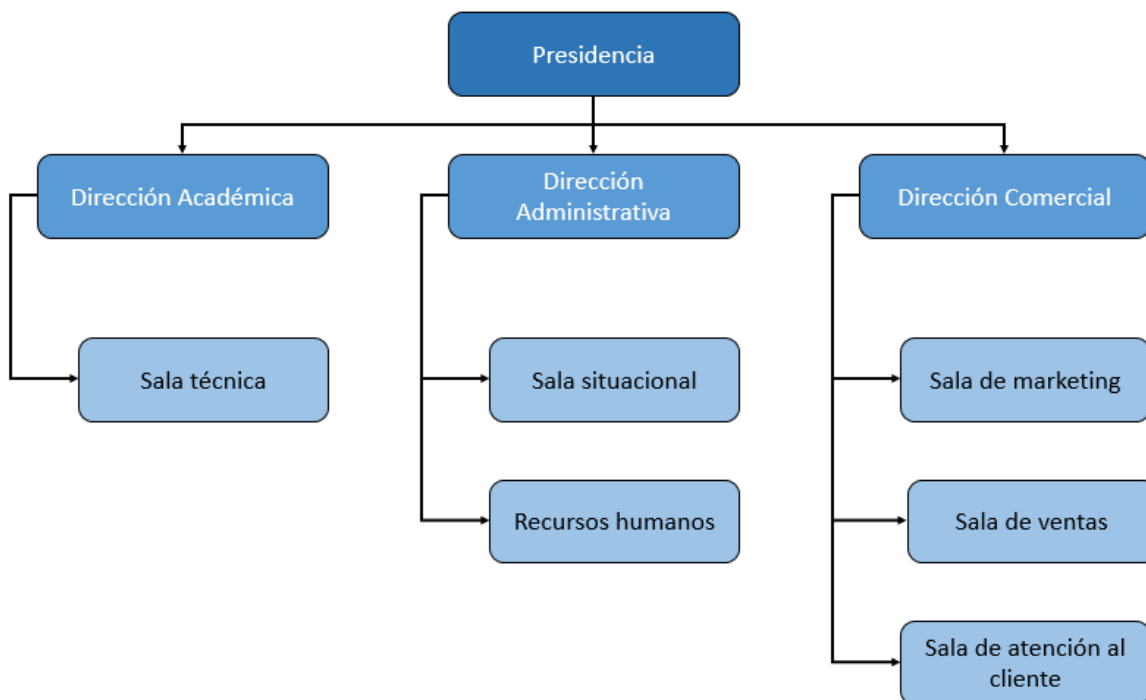 Presidencia
Dirección Académica
Dirección
Administrativa
Dirección Comercial
Sala técnica
Sala situacional
Sala de marketing
Recursos humanos
Sala de ventas
Sala de atención al
cliente